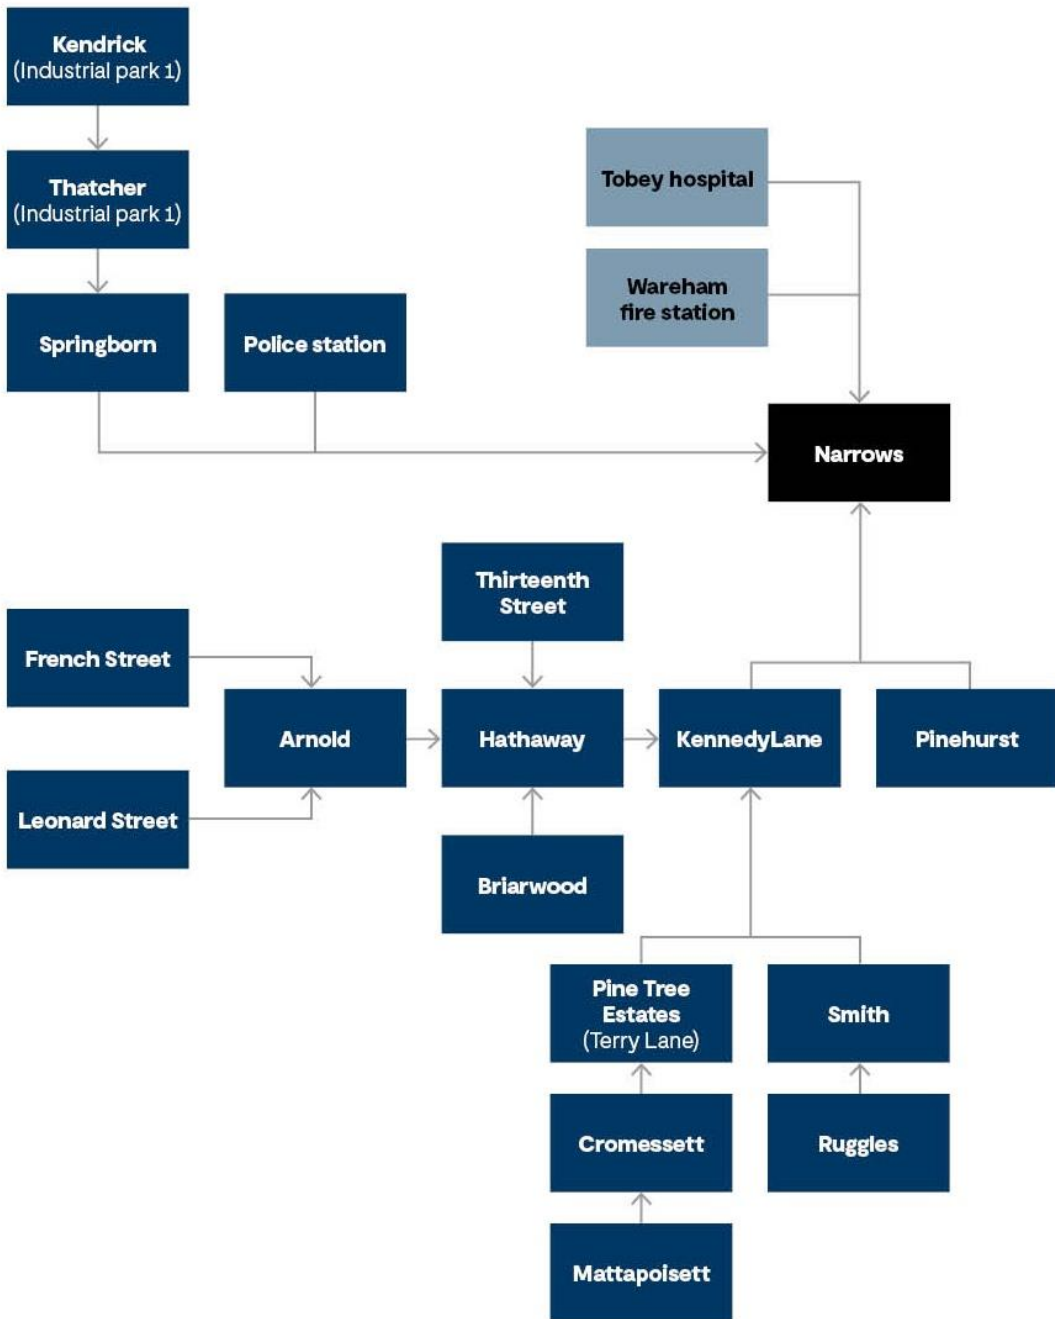 Kendrick
(Industrial park 1)
Thatcher
(Industrial park 1)
Tobey hospital
Wareham
fire station
Springborn
Police station
Narrows
Thirteenth
Street
French Street
Arnold
Hathaway
KennedyLane
Pinehurst
Leonard Street
Briarwood
Pine Tree
Estates
(Terry Lane)
Smith
Cromessett
Ruggles
Mattapoisett